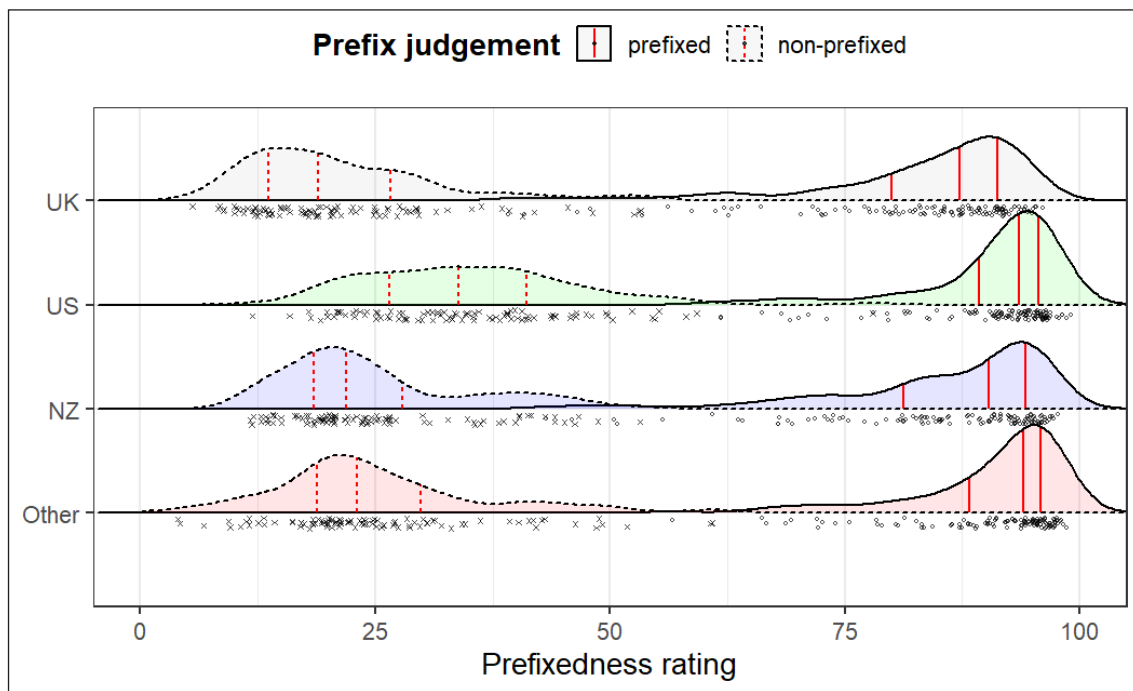 Prefix judgement prefixed non-prefixed
UK
US
NZ
Other
0 25 50 75 100
Prefixedness rating